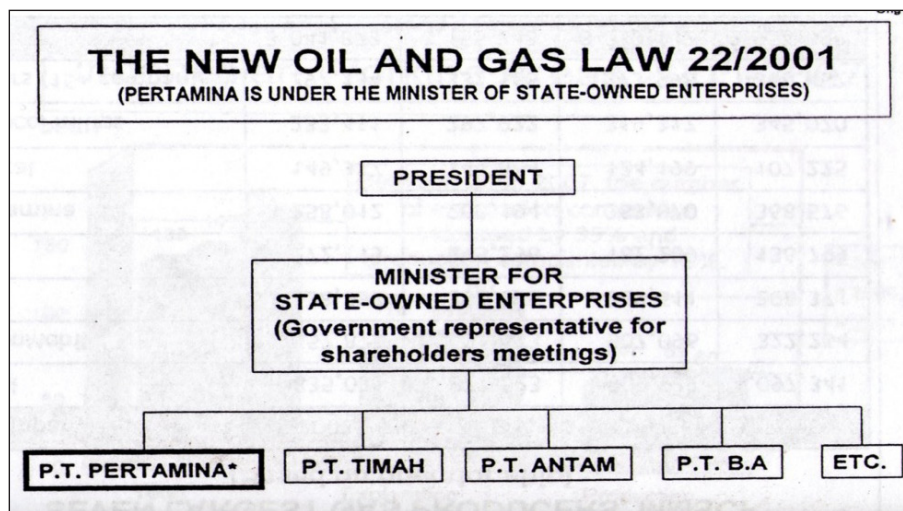 THE NEW OIL AND GAS LAW 22/2001
(PERTAMINA IS UNDER THE MINISTER OF STATE-OWNED ENTERPRISES)
PRESIDENT
MINISTER FOR
STATE-OWNED ENTERPRISES
(Government representative for
shareholders meetings)
P.T. PERTAMINA* P.T. TIMAH P.T. ANTAM P.T. B.A ETC.